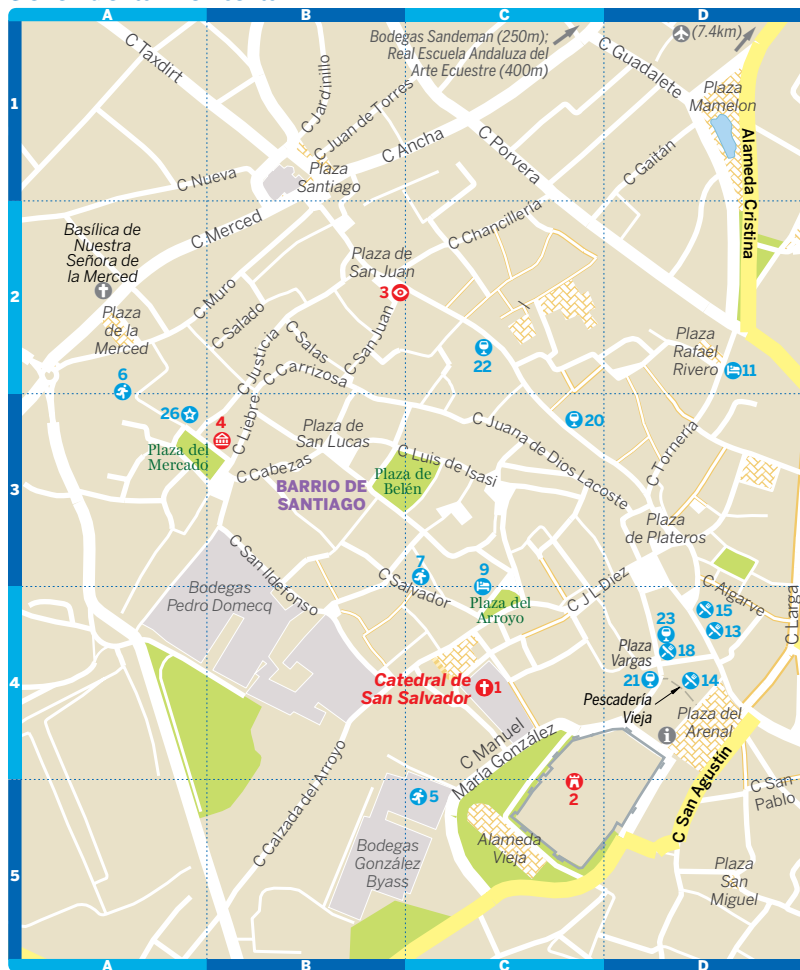 A
B
C
D
1
2
3
4
5
C Taxdirt
C Jardinillo
C Juan de Torres
Bodegas Sandeman (250m);
Real Escuela Andaluza del
Arte Ecuestre (400m)
C Guadalete
(7.4km)
Plaza
Mamelon
C Ancha
C Porvera
C Gaitán
Alameda Cristina
Plaza
Santiago
C Nueva
C Merced
Basílica de
Nuestra
Señora de
la Merced
Plaza
de la
Merced
C Muro
C Salado
C Justicia
C Salas
C Carrizosa
C San Juan
Plaza de
San Juan
3
C Chancillería
22
Plaza
Rafael
Rivero
11
6
26
4
C Liebre
Plaza del
Mercado
Plaza de
San Lucas
C Cabezas
BARRIO DE
SANTIAGO
Plaza de
Belén
C Luis de Isasi
C Juana de Dios Lacoste
20
C Tornería
Plaza
de Plateros
C San Ildefonso
Bodegas
Pedro Domecq
7
C Salvador
9
Plaza del
Arroyo
C J L Diez
C Algarve
C Larga
15
13
23
18
Plaza
Vargas
21
14
Pescadería
Vieja
Plaza del
Arenal
Catedral de
San Salvador
1
C Manuel
María González
C San Agustín
C San
Pablo
2
5
C Calzada del Arroyo
Bodegas
González
Byass
Alameda
Vieja
Plaza
San
Miguel
A
B
C
D